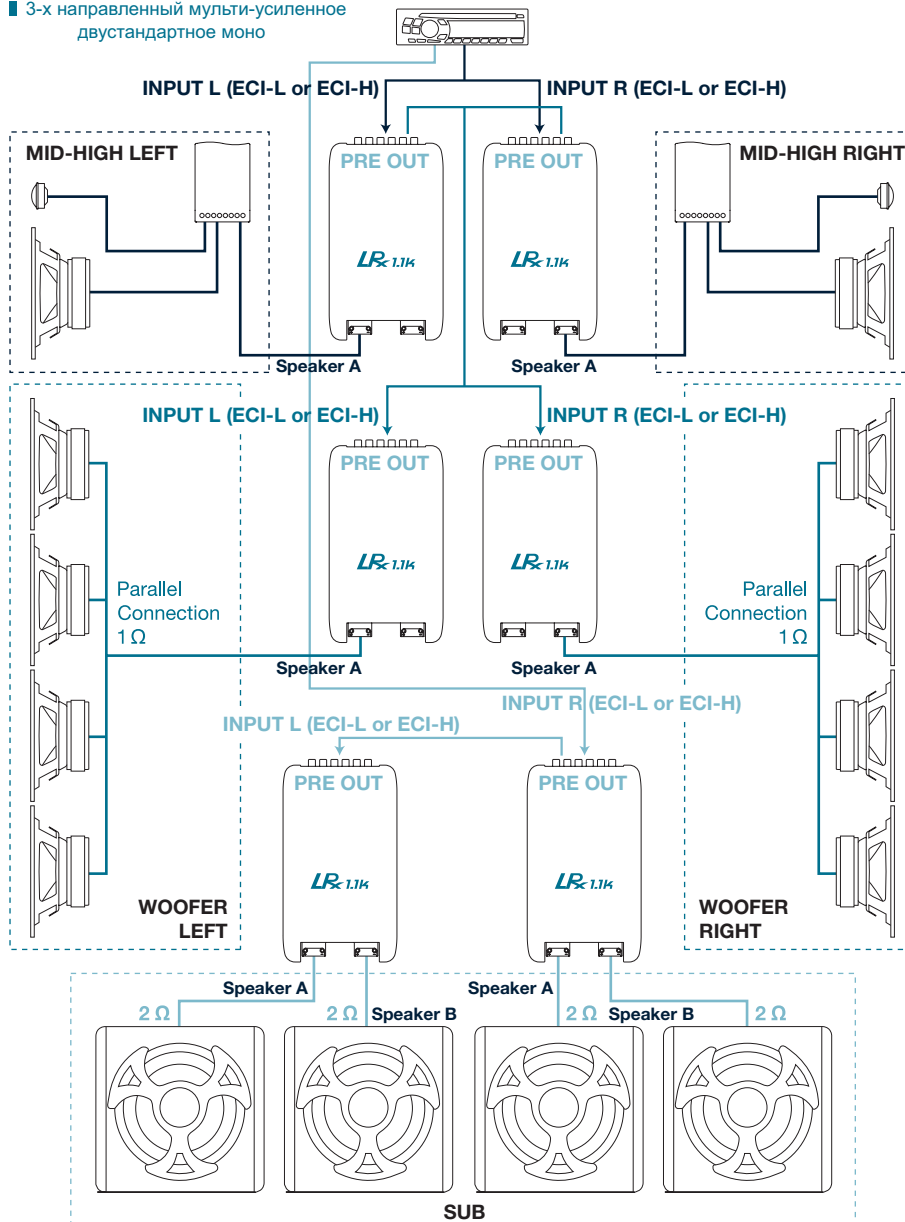 3-х направленный мульти-усиленное
двустандартное моно
INPUT L (ECI-L or ECI-H)
INPUT R (ECI-L or ECI-H)
MID-HIGH LEFT
PRE OUT
PRE OUT
MID-HIGH RIGHT
LRx 1.1K
LRx 1.1K
Speaker A
Speaker A
INPUT L (ECI-L or ECI-H)
INPUT R (ECI-L or ECI-H)
PRE OUT
PRE OUT
LRx 1.1K
LRx 1.1K
Parallel
Connection
1 Ω
Parallel
Connection
1 Ω
Speaker A
Speaker A
INPUT R (ECI-L or ECI-H)
INPUT L (ECI-L or ECI-H)
PRE OUT
PRE OUT
LRx 1.1K
LRx 1.1K
WOOFER
LEFT
WOOFER
RIGHT
Speaker A
Speaker A
2 Ω
2 Ω
Speaker B
2 Ω
Speaker B
2 Ω
SUB